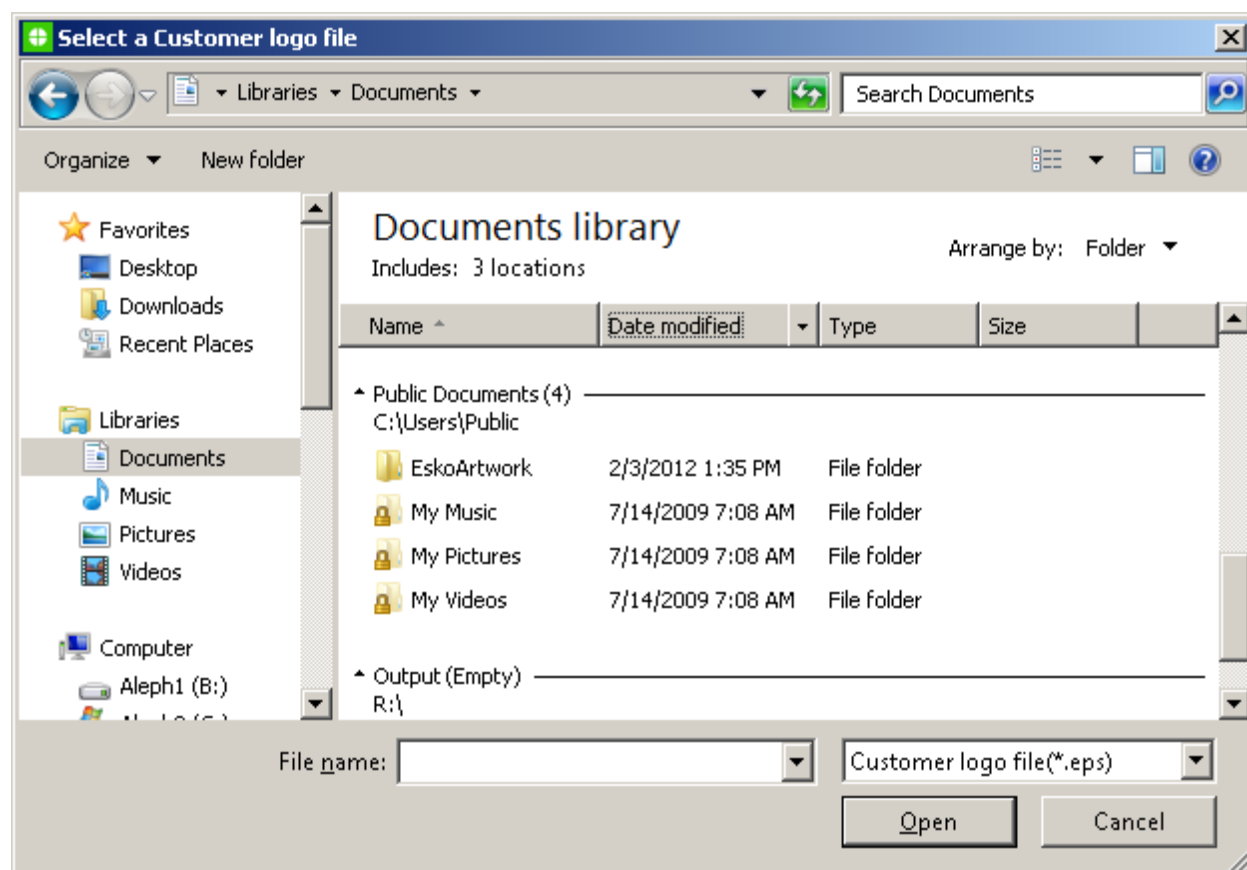 Select a Customer logo file
Libraries Documents
Search Documents
Organize New folder
Favorites
Desktop
Downloads
Recent Places
Libraries
Documents
Music
Pictures
Videos
Computer
Aleph1 (B:)
Documents library
Includes: 3 locations
Arrange by: Folder
Name Date modified Type Size
Public Documents (4)
C:\Users\Public
EskoArtwork 2/3/2012 1:35 PM File folder
My Music 7/14/2009 7:08 AM File folder
My Pictures 7/14/2009 7:08 AM File folder
My Videos 7/14/2009 7:08 AM File folder
Output (Empty)
R:\
File name:
Customer logo file(*.eps)
Open Cancel